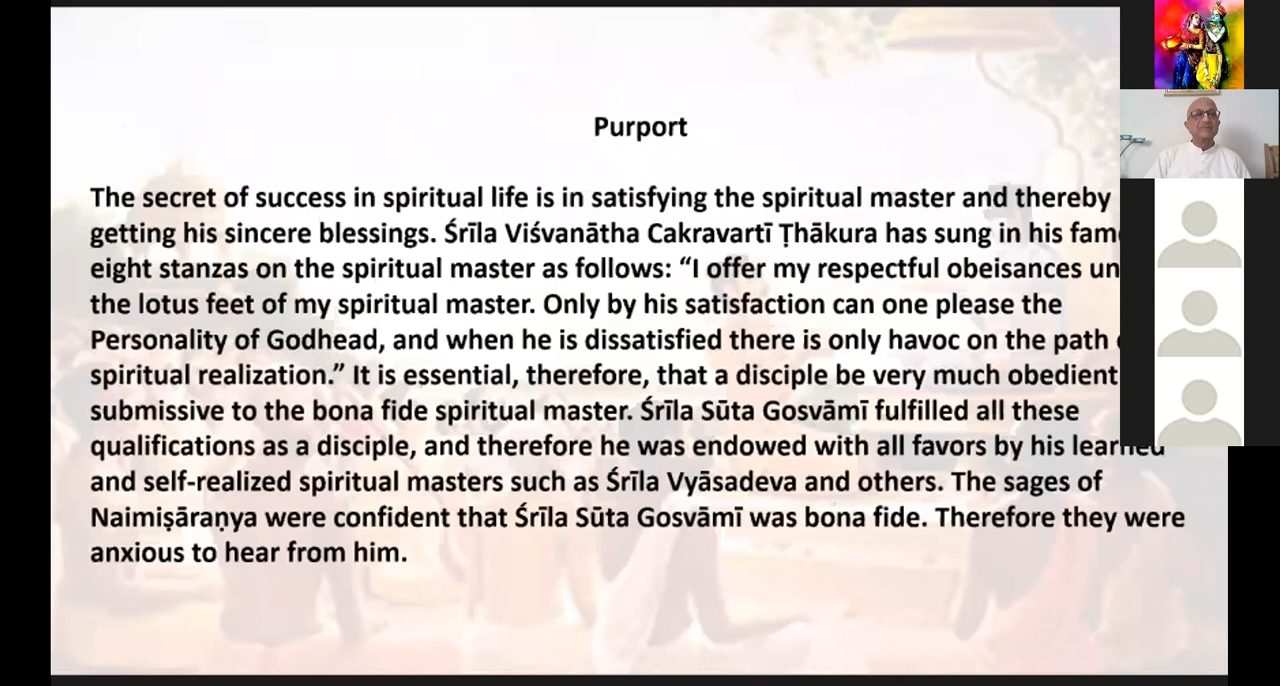 Purport
The secret of success in spiritual life is in satisfying the spiritual master and thereby
getting his sincere blessings. Śrīla Viśvanātha Cakravartī Ṭhākura has sung in his
eight stanzas on the spiritual master as follows: “I offer my respectful obeisances
the lotus feet of my spiritual master. Only by his satisfaction can one please the
Personality of Godhead, and when he is dissatisfied there is only havoc on the path
spiritual realization.” It is essential, therefore, that a disciple be very much obedient
submissive to the bona fide spiritual master. Śrīla Sūta Gosvāmī fulfilled all these
qualifications as a disciple, and therefore he was endowed with all favors by his learned
and self-realized spiritual masters such as Śrīla Vyāsadeva and others. The sages of
Naimiṣāraṇya were confident that Śrīla Sūta Gosvāmī was bona fide. Therefore they were
anxious to hear from him.